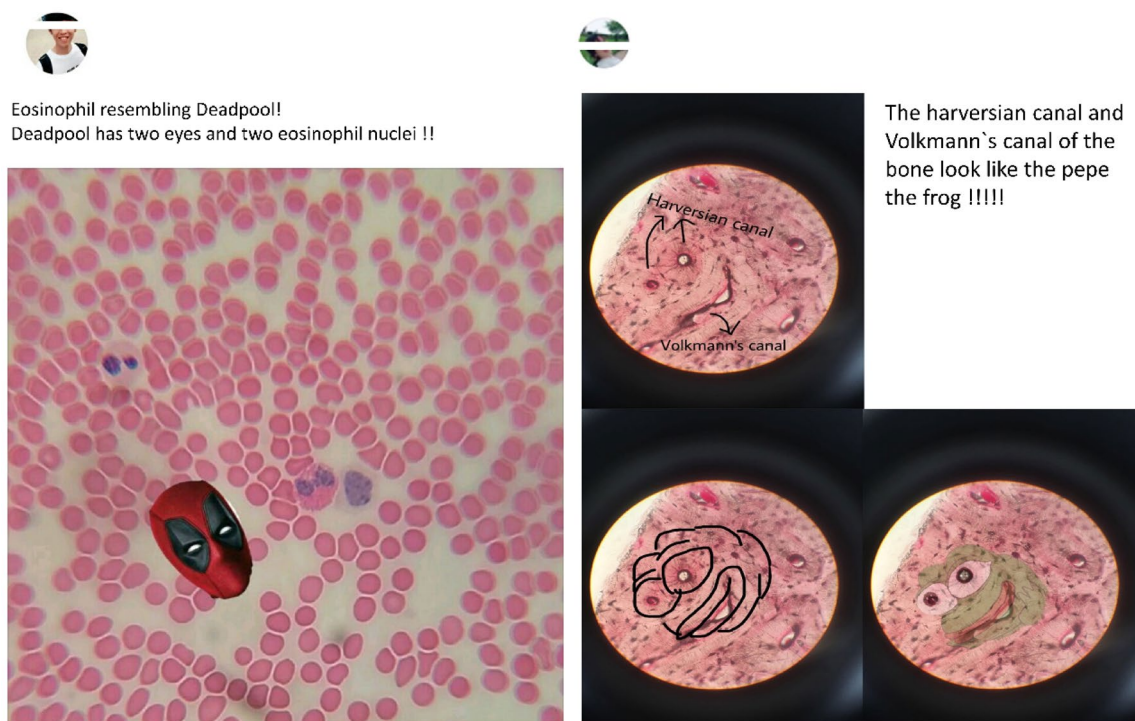 Eosinophil resembling Deadpool!
Deadpool has two eyes and two eosinophil nuclei !!
The harversian canal and
Volkmann`s canal of the
bone look like the pepe
the frog !!!!!
Harversian canal
Volkmann's canal